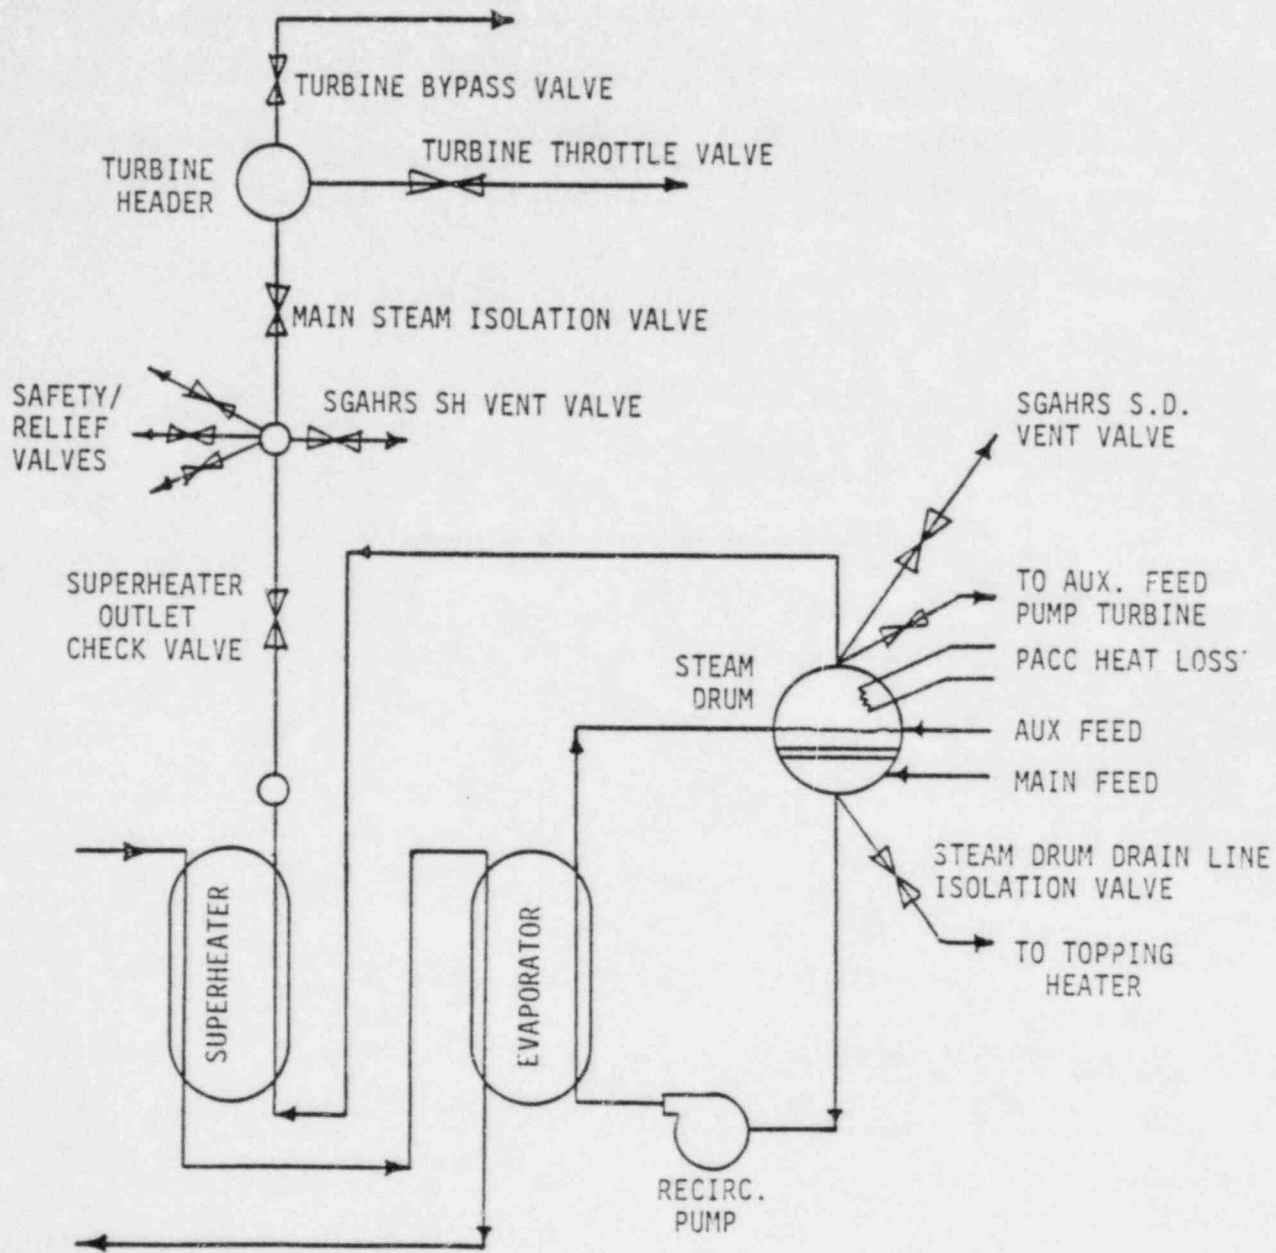 TURBINE BYPASS VALVE
TURBINE THROTTLE VALVE
TURBINE
HEADER
MAIN STEAM ISOLATION VALVE
SAFETY/
RELIEF
VALVES
SGAHRS SH VENT VALVE
SGAHRS S.D.
VENT VALVE
SUPERHEATER
OUTLET
CHECK VALVE
TO AUX. FEED
PUMP TURBINE
STEAM
DRUM
PACC HEAT LOSS
AUX FEED
MAIN FEED
STEAM DRUM DRAIN LINE
ISOLATION VALVE
TO TOPPING
HEATER
SUPERHEATER
EVAPORATOR
RECIRC.
PUMP